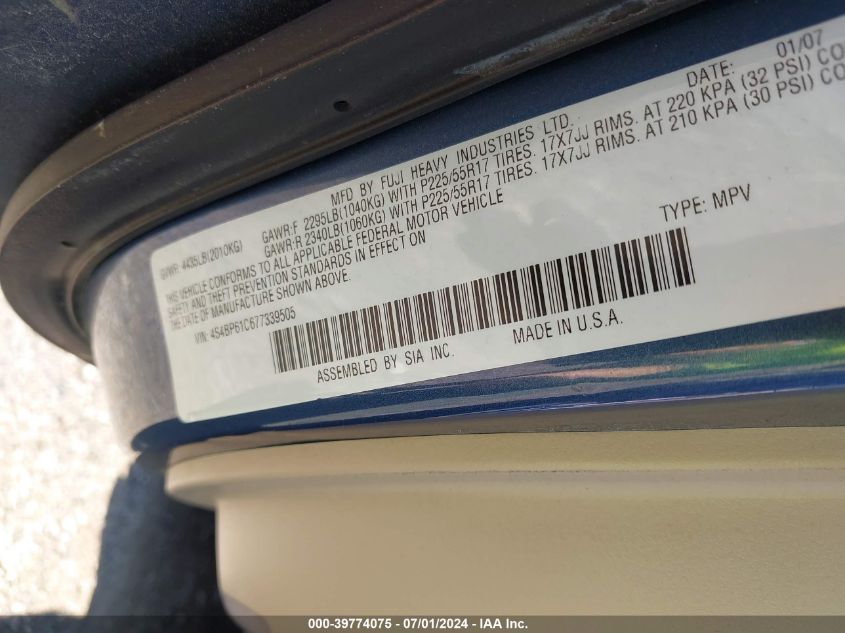 MFD BY FUJI HEAVY INDUSTRIES LTD. DATE: 01/07
GVWR: 4435LB(2010KG) GAWR:F 2295LB(1040KG) WITH P225/55R17 TIRES. 17X7JJ RIMS. AT 220 KPA (32 PSI) CO
GAWR:R 2340LB(1060KG) WITH P225/55R17 TIRES. 17X7JJ RIMS. AT 210 KPA (30 PSI) CO
THIS VEHICLE CONFORMS TO ALL APPLICABLE FEDERAL MOTOR VEHICLE
SAFETY AND THEFT PREVENTION STANDARDS IN EFFECT ON
THE DATE OF MANUFACTURE SHOWN ABOVE.
VIN: 4S4BP61C677339505 TYPE: MPV
ASSEMBLED BY SIA INC. MADE IN U.S.A.
000-39774075 - 07/01/2024 - IAA Inc.